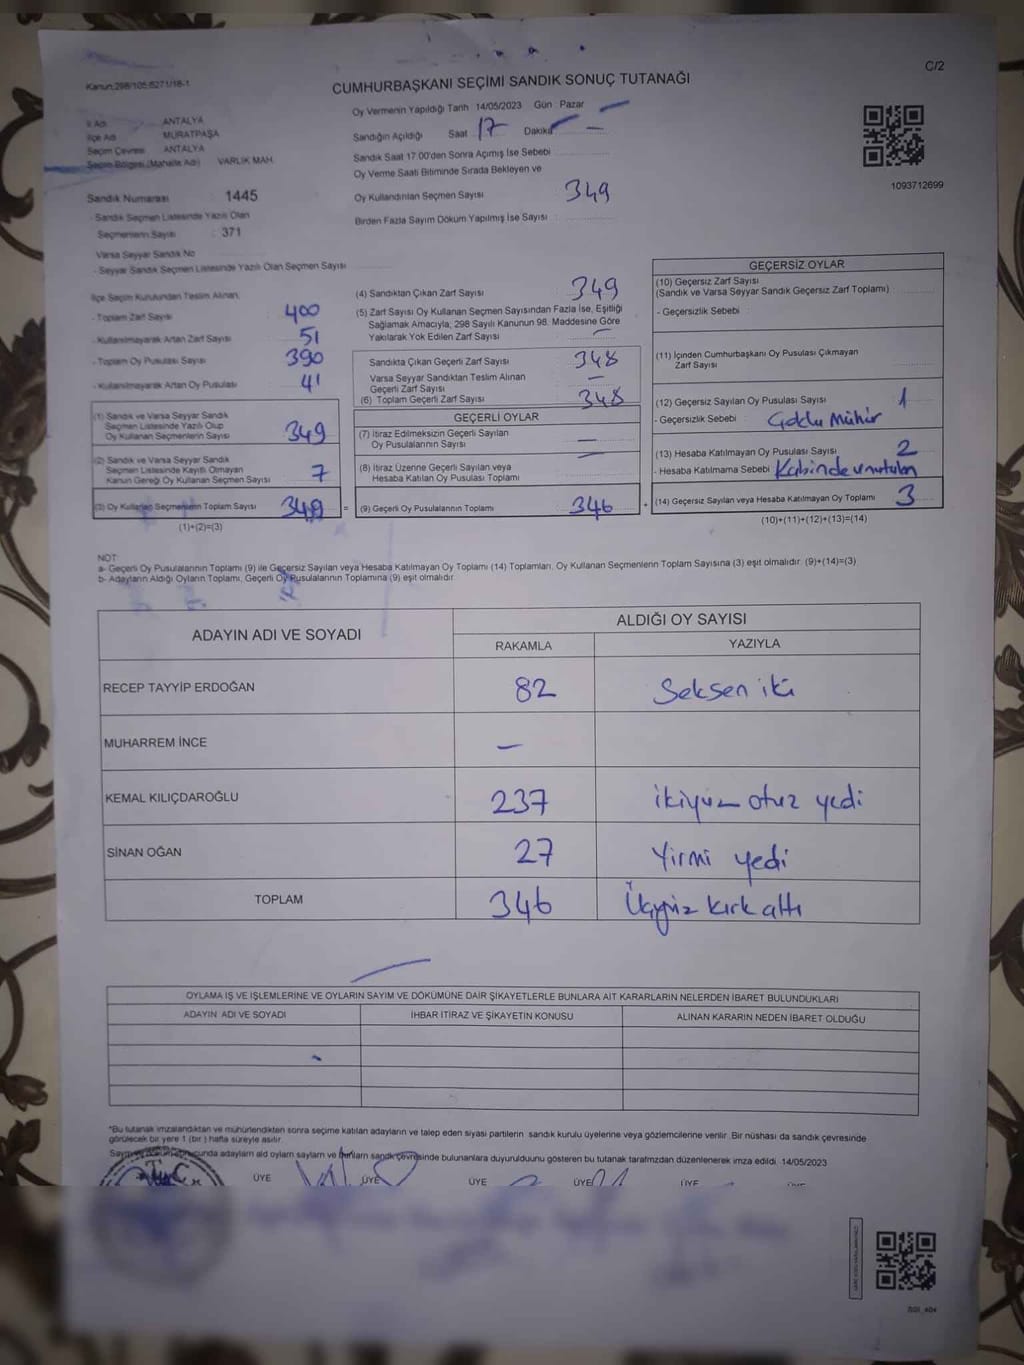 C/2
Kanun:298/105,6271/18-1
CUMHURBAŞKANI SEÇİMİ SANDIK SONUÇ TUTANAĞI
İl Adı ANTALYA
İlçe Adı MURATPAŞA
Seçim Çevresi ANTALYA
Seçim Bölgesi (Mahalle Adı) VARLIK MAH.
Sandık Numarası 1445
- Sandık Seçmen Listesinde Yazılı Olan
Seçmenlerin Sayısı : 371
Varsa Seyyar Sandık No
- Seyyar Sandık Seçmen Listesinde Yazılı Olan Seçmen Sayısı
Oy Vermenin Yapıldığı Tarih 14/05/2023 Gün : Pazar
Sandığın Açıldığı Saat 17 Dakika —
Sandık Saat 17:00'den Sonra Açımış İse Sebebi
Oy Verme Saati Bitiminde Sırada Bekleyen ve
Oy Kullandırılan Seçmen Sayısı 349
Birden Fazla Sayım Döküm Yapılmış İse Sayısı
1093712699
İlçe Seçim Kurulundan Teslim Alınan
- Toplam Zarf Sayısı 400
- Kullanılmayarak Artan Zarf Sayısı 51
- Toplam Oy Pusulası Sayısı 390
- Kullanılmayarak Artan Oy Pusulası 41
(1) Sandık ve Varsa Seyyar Sandık
Seçmen Listesinde Yazılı Olup
Oy Kullanan Seçmenlerin Sayısı 349
(2) Sandık ve Varsa Seyyar Sandık
Seçmen Listesinde Kayıtlı Olmayan
Kanun Gereği Oy Kullanan Seçmen Sayısı 7
(3) Oy Kullanan Seçmenlerin Toplam Sayısı 349 =
(1)+(2)=(3)
(4) Sandıktan Çıkan Zarf Sayısı 349
(5) Zarf Sayısı Oy Kullanan Seçmen Sayısından Fazla İse, Eşitliği
Sağlamak Amacıyla, 298 Sayılı Kanunun 98. Maddesine Göre
Yakılarak Yok Edilen Zarf Sayısı —
Sandıkta Çıkan Geçerli Zarf Sayısı 348
Varsa Seyyar Sandıktan Teslim Alınan
Geçerli Zarf Sayısı —
(6) Toplam Geçerli Zarf Sayısı 348
GEÇERLİ OYLAR
(7) İtiraz Edilmeksizin Geçerli Sayılan
Oy Pusulalarının Sayısı —
(8) İtiraz Üzerine Geçerli Sayılan veya
Hesaba Katılan Oy Pusulası Toplamı —
(9) Geçerli Oy Pusulalarının Toplamı 346 +
GEÇERSİZ OYLAR
(10) Geçersiz Zarf Sayısı
(Sandık ve Varsa Seyyar Sandık Geçersiz Zarf Toplamı)
- Geçersizlik Sebebi
(11) İçinden Cumhurbaşkanı Oy Pusulası Çıkmayan
Zarf Sayısı
(12) Geçersiz Sayılan Oy Pusulası Sayısı 1
- Geçersizlik Sebebi : Çoklu Mühür
(13) Hesaba Katılmayan Oy Pusulası Sayısı 2
- Hesaba Katılmama Sebebi Kabinde unutulan
(14) Geçersiz Sayılan veya Hesaba Katılmayan Oy Toplamı 3
(10)+(11)+(12)+(13)=(14)
NOT:
a- Geçerli Oy Pusulalarının Toplamı (9) ile Geçersiz Sayılan veya Hesaba Katılmayan Oy Toplamı (14) Toplamları, Oy Kullanan Seçmenlerin Toplam Sayısına (3) eşit olmalıdır. (9)+(14)=(3)
b- Adayların Aldığı Oyların Toplamı, Geçerli Oy Pusulalarının Toplamına (9) eşit olmalıdır.
ADAYIN ADI VE SOYADI ALDIĞI OY SAYISI
RAKAMLA YAZIYLA
RECEP TAYYİP ERDOĞAN 82 Seksen iki
MUHARREM İNCE —
KEMAL KILIÇDAROĞLU 237 ikiyüz otuz yedi
SİNAN OĞAN 27 Yirmi yedi
TOPLAM 346 Üçyüz kırk altı
OYLAMA İŞ VE İŞLEMLERİNE VE OYLARIN SAYIM VE DÖKÜMÜNE DAİR ŞİKAYETLERLE BUNLARA AİT KARARLARIN NELERDEN İBARET BULUNDUKLARI
ADAYIN ADI VE SOYADI İHBAR İTİRAZ VE ŞİKAYETİN KONUSU ALINAN KARARIN NEDEN İBARET OLDUĞU
*Bu tutanak imzalandıktan ve mühürlendikten sonra seçime katılan adayların ve talep eden siyasi partilerin sandık kurulu üyelerine veya gözlemcilerine verilir. Bir nüshası da sandık çevresinde
görülecek bir yere 1 (bir) hafta süreyle asılır.
adayların oyların sayım ve bunların sandık çevresinde bulunanlara duyurulduunu gösteren bu tutanak tarafımızdan düzenlenerek imza edildi. 14/05/2023
ÜYE ÜYE ÜYE ÜYE ÜYE